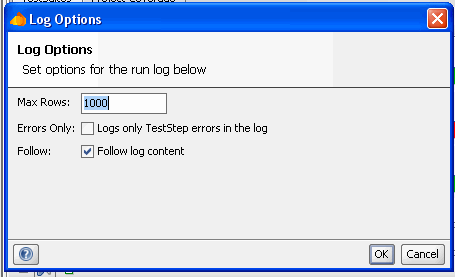 Log Options
Log Options
Set options for the run log below
Max Rows: 1000
Errors Only: Logs only TestStep errors in the log
Follow: Follow log content
? OK Cancel